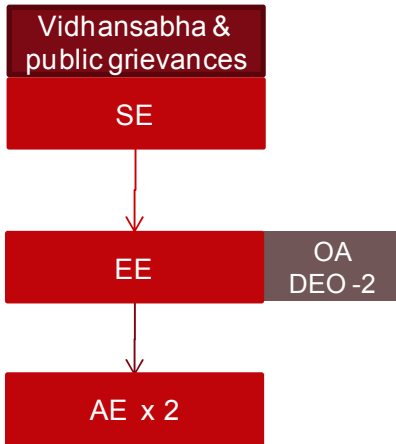 Vidhansabha &
public grievances
SE
EE
OA
DEO -2
AE x 2